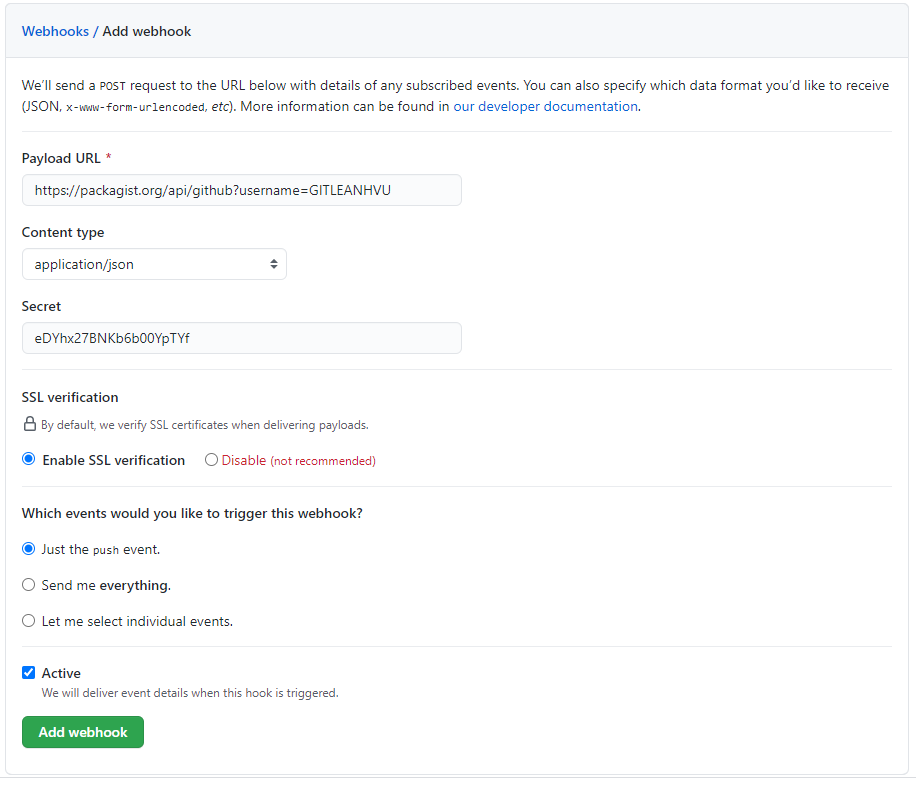 Webhooks / Add webhook
We’ll send a POST request to the URL below with details of any subscribed events. You can also specify which data format you’d like to receive
(JSON, x-www-form-urlencoded, etc). More information can be found in our developer documentation.
Payload URL *
https://packagist.org/api/github?username=GITLEANHVU
Content type
application/json
Secret
eDYhx27BNKb6b00YpTYf
SSL verification
By default, we verify SSL certificates when delivering payloads.
Enable SSL verification Disable (not recommended)
Which events would you like to trigger this webhook?
Just the push event.
Send me everything.
Let me select individual events.
Active
We will deliver event details when this hook is triggered.
Add webhook